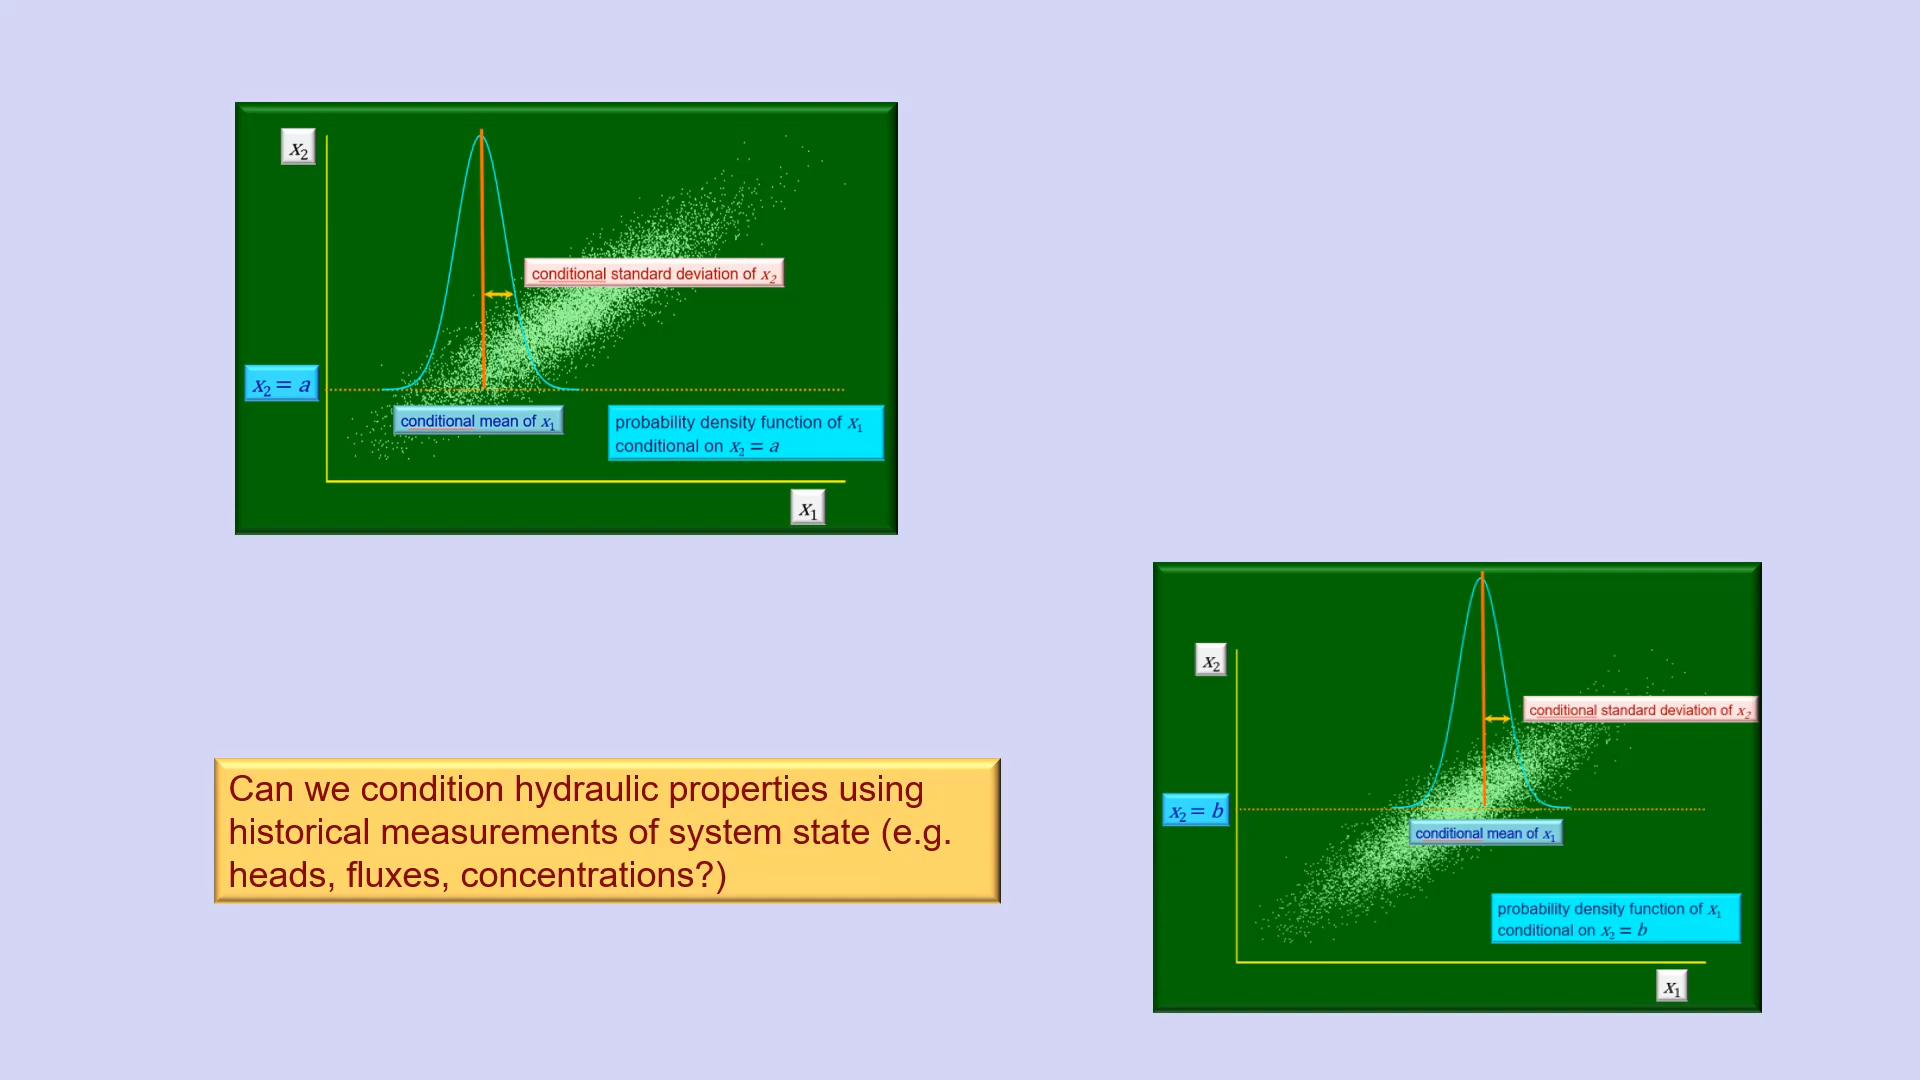 x₂
conditional standard deviation of x₂
x₂ = a
conditional mean of x₁
probability density function of x₁
conditional on x₂ = a
x₁
x₂
conditional standard deviation of x₂
x₂ = b
conditional mean of x₁
probability density function of x₁
conditional on x₂ = b
x₁
Can we condition hydraulic properties using
historical measurements of system state (e.g.
heads, fluxes, concentrations?)